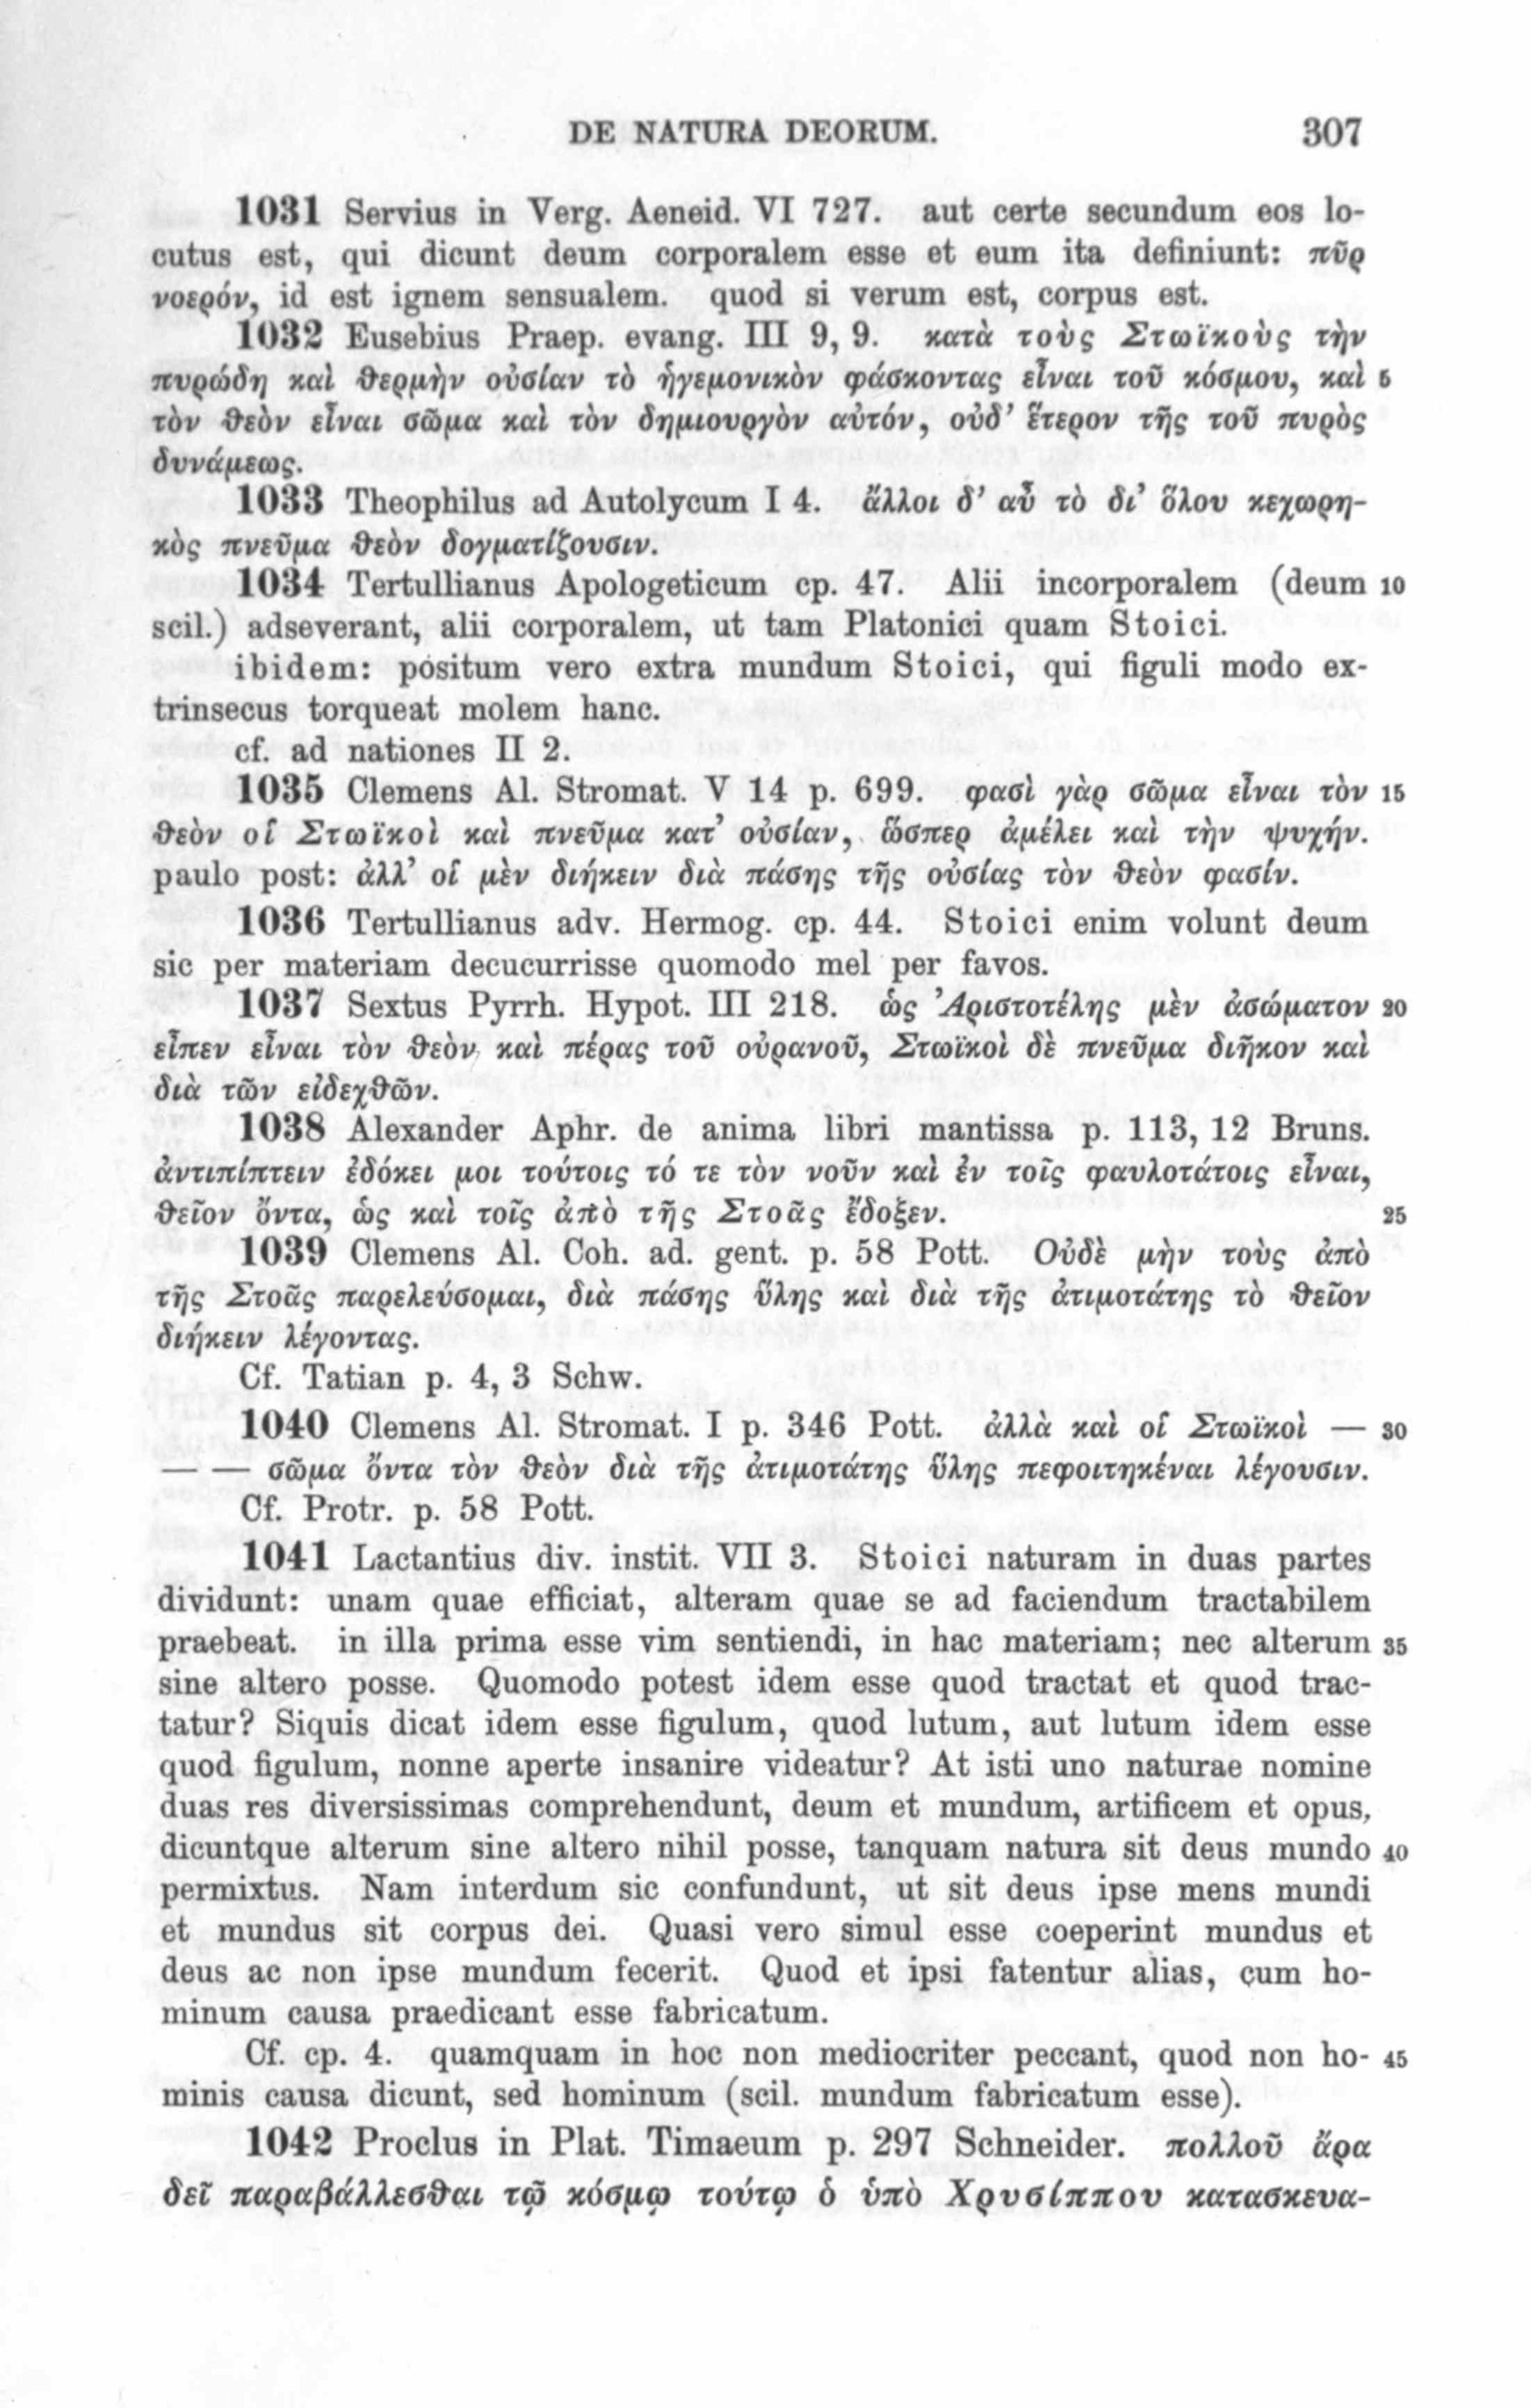 DE NATURA DEORUM. 307
1031 Servius in Verg. Aeneid. VI 727. aut certe secundum eos lo-
cutus est, qui dicunt deum corporalem esse et eum ita definiunt: πῦρ
νοερόν, id est ignem sensualem. quod si verum est, corpus est.
1032 Eusebius Praep. evang. III 9, 9. κατὰ τοὺς Στωϊκοὺς τὴν
πυρώδη καὶ θερμὴν οὐσίαν τὸ ἡγεμονικὸν φάσκοντας εἶναι τοῦ κόσμου, καὶ 5
τὸν θεὸν εἶναι σῶμα καὶ τὸν δημιουργὸν αὐτόν, οὐδ’ ἕτερον τῆς τοῦ πυρὸς
δυνάμεως.
1033 Theophilus ad Autolycum I 4. ἄλλοι δ’ αὖ τὸ δι’ ὅλου κεχωρη-
κὸς πνεῦμα θεὸν δογματίζουσιν.
1034 Tertullianus Apologeticum cp. 47. Alii incorporalem (deum 10
scil.) adseverant, alii corporalem, ut tam Platonici quam Stoici.
ibidem: positum vero extra mundum Stoici, qui figuli modo ex-
trinsecus torqueat molem hanc.
cf. ad nationes II 2.
1035 Clemens Al. Stromat. V 14 p. 699. φασὶ γὰρ σῶμα εἶναι τὸν 15
θεὸν οἱ Στωϊκοὶ καὶ πνεῦμα κατ’ οὐσίαν, ὥσπερ ἀμέλει καὶ τὴν ψυχήν.
paulo post: ἀλλ’ οἱ μὲν διήκειν διὰ πάσης τῆς οὐσίας τὸν θεὸν φασίν.
1036 Tertullianus adv. Hermog. cp. 44. Stoici enim volunt deum
sic per materiam decucurrisse quomodo mel per favos.
1037 Sextus Pyrrh. Hypot. III 218. ὡς Ἀριστοτέλης μὲν ἀσώματον 20
εἶπεν εἶναι τὸν θεὸν καὶ πέρας τοῦ οὐρανοῦ, Στωϊκοὶ δὲ πνεῦμα διῆκον καὶ
διὰ τῶν εἰδεχθῶν.
1038 Alexander Aphr. de anima libri mantissa p. 113, 12 Bruns.
ἀντιπίπτειν ἐδόκει μοι τούτοις τό τε τὸν νοῦν καὶ ἐν τοῖς φαυλοτάτοις εἶναι,
θεῖον ὄντα, ὡς καὶ τοῖς ἀπὸ τῆς Στοᾶς ἔδοξεν. 25
1039 Clemens Al. Coh. ad. gent. p. 58 Pott. Οὐδὲ μὴν τοὺς ἀπὸ
τῆς Στοᾶς παρελεύσομαι, διὰ πάσης ὕλης καὶ διὰ τῆς ἀτιμοτάτης τὸ θεῖον
διήκειν λέγοντας.
Cf. Tatian p. 4, 3 Schw.
1040 Clemens Al. Stromat. I p. 346 Pott. ἀλλὰ καὶ οἱ Στωϊκοὶ — 30
— — σῶμα ὄντα τὸν θεὸν διὰ τῆς ἀτιμοτάτης ὕλης πεφοιτηκέναι λέγουσιν.
Cf. Protr. p. 58 Pott.
1041 Lactantius div. instit. VII 3. Stoici naturam in duas partes
dividunt: unam quae efficiat, alteram quae se ad faciendum tractabilem
praebeat. in illa prima esse vim sentiendi, in hac materiam; nec alterum 35
sine altero posse. Quomodo potest idem esse quod tractat et quod trac-
tatur? Siquis dicat idem esse figulum, quod lutum, aut lutum idem esse
quod figulum, nonne aperte insanire videatur? At isti uno naturae nomine
duas res diversissimas comprehendunt, deum et mundum, artificem et opus,
dicuntque alterum sine altero nihil posse, tanquam natura sit deus mundo 40
permixtus. Nam interdum sic confundunt, ut sit deus ipse mens mundi
et mundus sit corpus dei. Quasi vero simul esse coeperint mundus et
deus ac non ipse mundum fecerit. Quod et ipsi fatentur alias, cum ho-
minum causa praedicant esse fabricatum.
Cf. cp. 4. quamquam in hoc non mediocriter peccant, quod non ho- 45
minis causa dicunt, sed hominum (scil. mundum fabricatum esse).
1042 Proclus in Plat. Timaeum p. 297 Schneider. πολλοῦ ἄρα
δεῖ παραβάλλεσθαι τῷ κόσμῳ τούτῳ ὁ ὑπὸ Χρυσίππου κατασκευα-